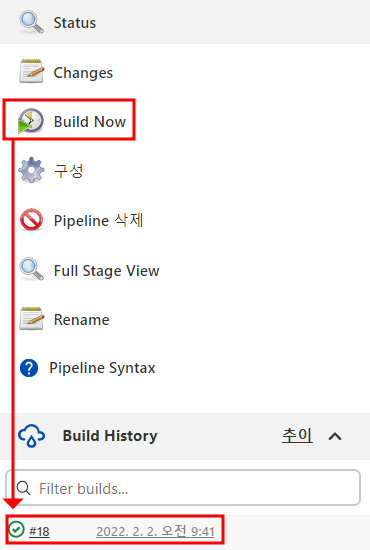 Status
Changes
Build Now
구성
Pipeline 삭제
Full Stage View
Rename
Pipeline Syntax
Build History 추이
Filter builds...
#18 2022. 2. 2. 오전 9:41